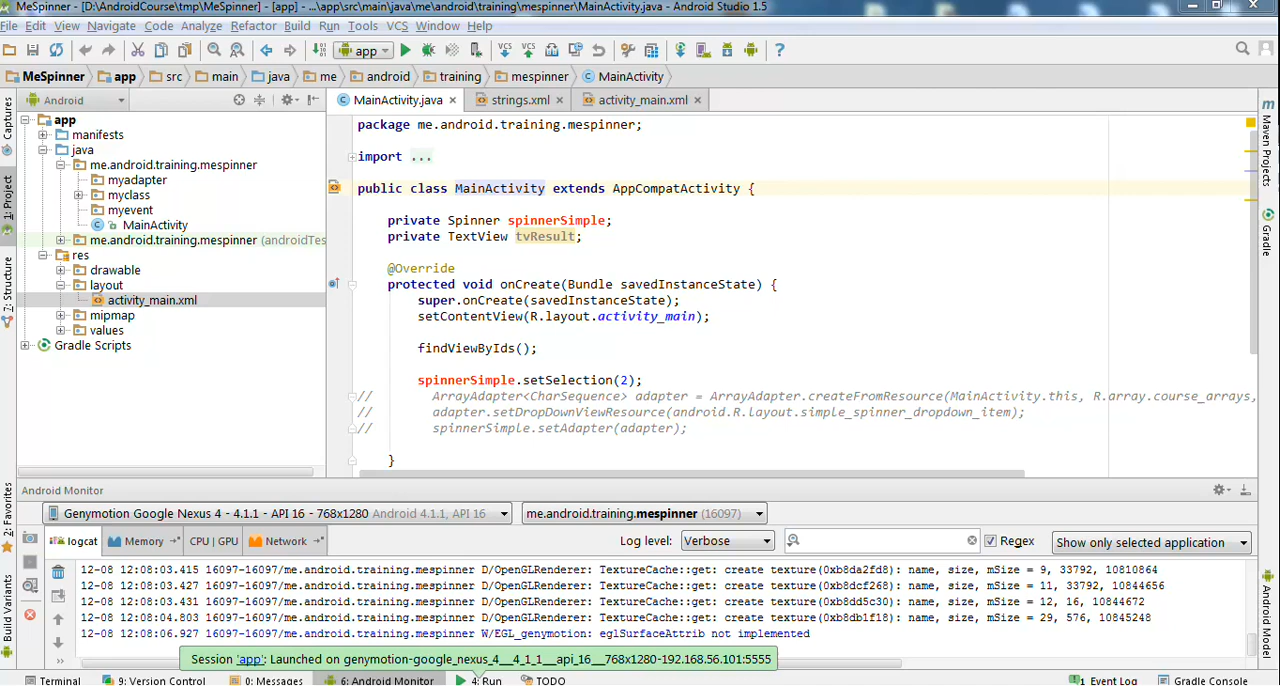 MeSpinner - [D:\AndroidCourse\tmp\MeSpinner] - [app] - ...\app\src\main\java\me\android\training\mespinner\MainActivity.java - Android Studio 1.5
File Edit View Navigate Code Analyze Refactor Build Run Tools VCS Window Help
app
MeSpinner app src main java me android training mespinner MainActivity
Android
MainActivity.java strings.xml activity_main.xml
Captures
1: Project
7: Structure
2: Favorites
Build Variants
app
manifests
java
me.android.training.mespinner
myadapter
myclass
myevent
MainActivity
me.android.training.mespinner (androidTes
res
drawable
layout
activity_main.xml
mipmap
values
Gradle Scripts
package me.android.training.mespinner;
import ...
public class MainActivity extends AppCompatActivity {
private Spinner spinnerSimple;
private TextView tvResult;
@Override
protected void onCreate(Bundle savedInstanceState) {
super.onCreate(savedInstanceState);
setContentView(R.layout.activity_main);
findViewByIds();
spinnerSimple.setSelection(2);
// ArrayAdapter<CharSequence> adapter = ArrayAdapter.createFromResource(MainActivity.this, R.array.course_arrays,
// adapter.setDropDownViewResource(android.R.layout.simple_spinner_dropdown_item);
// spinnerSimple.setAdapter(adapter);
}
Maven Projects
Gradle
Android Model
Android Monitor
Genymotion Google Nexus 4 - 4.1.1 - API 16 - 768x1280 Android 4.1.1, API 16
me.android.training.mespinner (16097)
logcat Memory CPU | GPU Network Log level: Verbose Regex Show only selected application
12-08 12:08:03.415 16097-16097/me.android.training.mespinner D/OpenGLRenderer: TextureCache::get: create texture(0xb8da2fd8): name, size, mSize = 9, 33792, 10810864
12-08 12:08:03.431 16097-16097/me.android.training.mespinner D/OpenGLRenderer: TextureCache::get: create texture(0xb8dcf268): name, size, mSize = 11, 33792, 10844656
12-08 12:08:03.431 16097-16097/me.android.training.mespinner D/OpenGLRenderer: TextureCache::get: create texture(0xb8dd5c30): name, size, mSize = 12, 16, 10844672
12-08 12:08:04.803 16097-16097/me.android.training.mespinner D/OpenGLRenderer: TextureCache::get: create texture(0xb8db1f18): name, size, mSize = 29, 576, 10845248
12-08 12:08:06.927 16097-16097/me.android.training.mespinner W/EGL_genymotion: eglSurfaceAttrib not implemented
Session 'app': Launched on genymotion-google_nexus_4__4_1_1__api_16__768x1280-192.168.56.101:5555
Terminal 9: Version Control 0: Messages 6: Android Monitor 4: Run TODO 1 Event Log Gradle Console